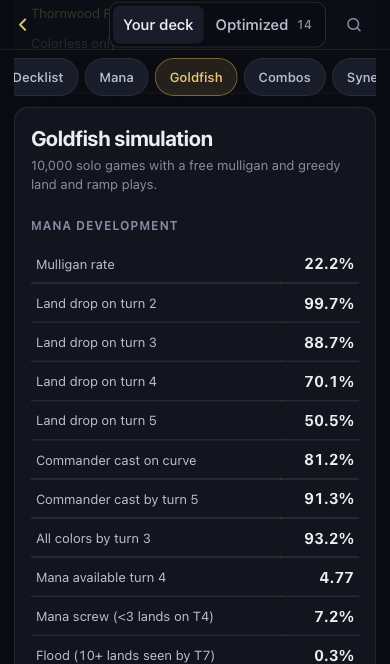 Thornwood F
Colorless only
Your deck
Optimized 14
Decklist
Mana
Goldfish
Combos
Syne
Goldfish simulation
10,000 solo games with a free mulligan and greedy
land and ramp plays.
MANA DEVELOPMENT
Mulligan rate 22.2%
Land drop on turn 2 99.7%
Land drop on turn 3 88.7%
Land drop on turn 4 70.1%
Land drop on turn 5 50.5%
Commander cast on curve 81.2%
Commander cast by turn 5 91.3%
All colors by turn 3 93.2%
Mana available turn 4 4.77
Mana screw (<3 lands on T4) 7.2%
Flood (10+ lands seen by T7) 0.3%